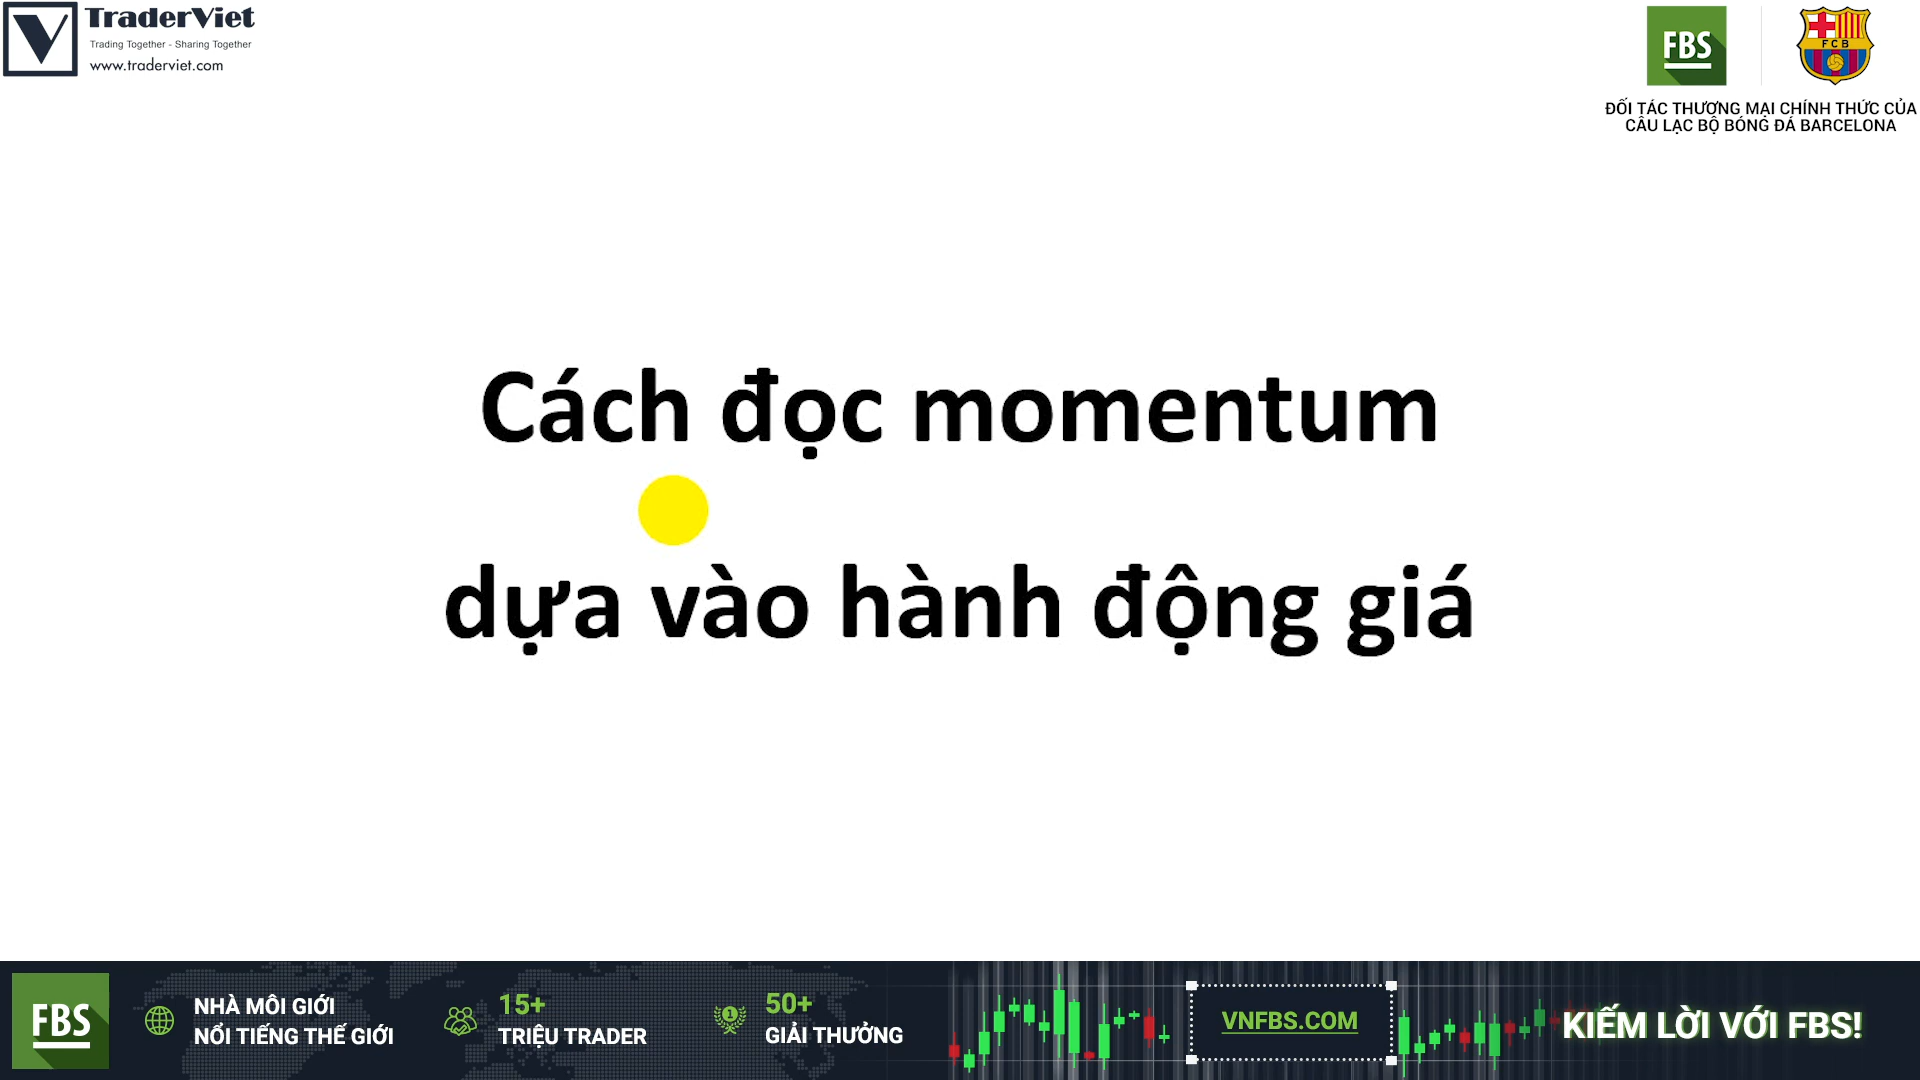 TraderViet
Trading Together - Sharing Together
www.traderviet.com
FBS
FCB
ĐỐI TÁC THƯƠNG MẠI CHÍNH THỨC CỦA
CÂU LẠC BỘ BÓNG ĐÁ BARCELONA
Cách đọc momentum
dựa vào hành động giá
FBS
NHÀ MÔI GIỚI
NỔI TIẾNG THẾ GIỚI
15+
TRIỆU TRADER
1
50+
GIẢI THƯỞNG
VNFBS.COM
KIẾM LỜI VỚI FBS!